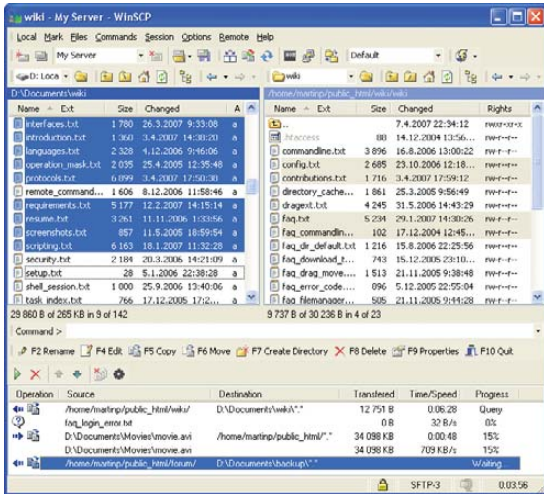 wiki - My Server - WinSCP
Local Mark Files Commands Session Options Remote Help
My Server Default
D: Loca wiki
D:\Documents\wiki /home/martinp/public_html/wiki
Name Ext Size Changed A Name Ext Size Changed Rights
interfaces.txt 1 780 26.3.2007 9:33:08 a .. 7.4.2007 22:34:12 rwxr-xr-x
introduction.txt 1 360 3.4.2007 14:30:20 a .htaccess 88 14.12.2004 13:56... rw-r--r--
languages.txt 2 328 4.12.2006 9:46:06 a commandline.txt 3 896 16.8.2006 13:00:22 rw-r--r--
operation_mask.txt 2 035 25.4.2005 12:35:48 a config.txt 2 685 23.10.2006 12:18... rw-r--r--
protocols.txt 6 899 3.4.2007 17:50:30 a contributions.txt 1 716 3.4.2007 17:59:12 rw-r--r--
remote_command... 1 606 8.12.2006 11:58:46 a directory_cache... 1 861 25.3.2005 9:56:49 rw-r--r--
requirements.txt 5 177 12.2.2007 14:15:14 a dragext.txt 4 245 31.5.2006 14:43:29 rw-r--r--
resume.txt 3 261 11.11.2006 1:33:56 a faq.txt 5 234 29.1.2007 14:30:26 rw-r--r--
screenshots.txt 857 11.5.2005 18:59:54 a faq_commandlin... 102 17.12.2004 12:45... rw-r--r--
scripting.txt 6 163 18.1.2007 11:32:28 a faq_dir_default.txt 1 216 15.8.2006 22:25:56 rw-r--r--
security.txt 2 184 20.3.2006 14:21:09 a faq_download_t... 743 15.12.2005 23:10... rw-r--r--
setup.txt 28 5.1.2006 22:38:28 a faq_drag_move.... 1 513 21.11.2005 9:38:48 rw-r--r--
shell_session.txt 1 000 25.9.2006 13:40:06 a faq_error_code.... 896 5.12.2005 22:55:04 rw-r--r--
task_index.txt 766 17.12.2005 17:2... a faq_filemanager... 505 21.11.2005 9:44:28 rw-r--r--
29 860 B of 265 KB in 9 of 142 9 737 B of 30 236 B in 4 of 23
Command >
F2 Rename F4 Edit F5 Copy F6 Move F7 Create Directory F8 Delete F9 Properties F10 Quit
Operation Source Destination Transfered Time/Speed Progress
/home/martinp/public_html/wiki/ D:\Documents\wiki\*.* 12 751 B 0:06:28 Query
faq_login_error.txt 0 B 32 B/s 0%
D:\Documents\Movies\movie.avi /home/martinp/public_html/*.* 34 098 KB 0:00:48 15%
D:\Documents\Movies\movie.avi 34 098 KB 709 KB/s 15%
/home/martinp/public_html/forum/ D:\Documents\backup\*.* Waiting...
SFTP-3 0:03:56